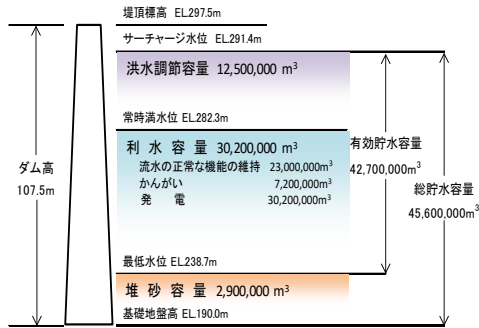 堤頂標高 EL.297.5m
サーチャージ水位 EL.291.4m
洪水調節容量 12,500,000 m³
常時満水位 EL.282.3m
利水容量 30,200,000 m³
流水の正常な機能の維持 23,000,000m³
かんがい 7,200,000m³
発電 30,200,000m³
有効貯水容量
42,700,000m³
ダム高
107.5m
総貯水容量
45,600,000m³
最低水位 EL.238.7m
堆砂容量 2,900,000 m³
基礎地盤高 EL.190.0m